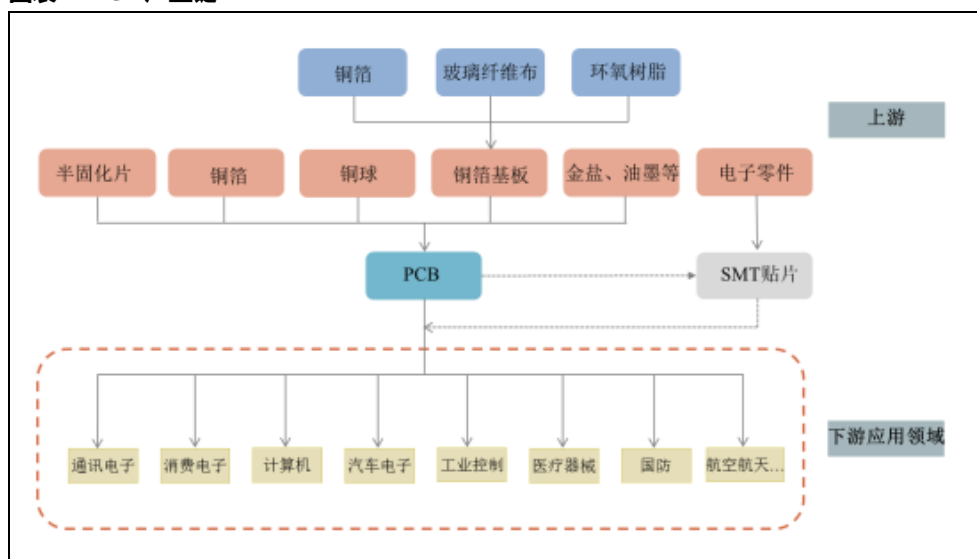 铜箔
玻璃纤维布
环氧树脂
上游
半固化片
铜箔
铜球
铜箔基板
金盐、油墨等
电子零件
PCB
SMT贴片
下游应用领域
通讯电子
消费电子
计算机
汽车电子
工业控制
医疗器械
国防
航空航天...